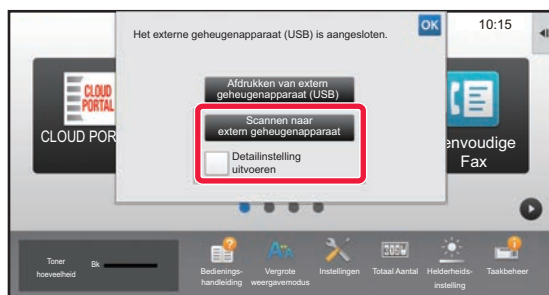 Het externe geheugenapparaat (USB) is aangesloten.
OK
10:15
Afdrukken van extern
geheugenapparaat (USB)
Scannen naar
extern geheugenapparaat
Detailinstelling
uitvoeren
CLOUD
PORTAL
CLOUD POR
envoudige
Fax
Toner
hoeveelheid
Bk
Bedienings-
handleiding
Vergrote
weergavemodus
Instellingen
Totaal Aantal
Helderheids-
instelling
Taakbeheer